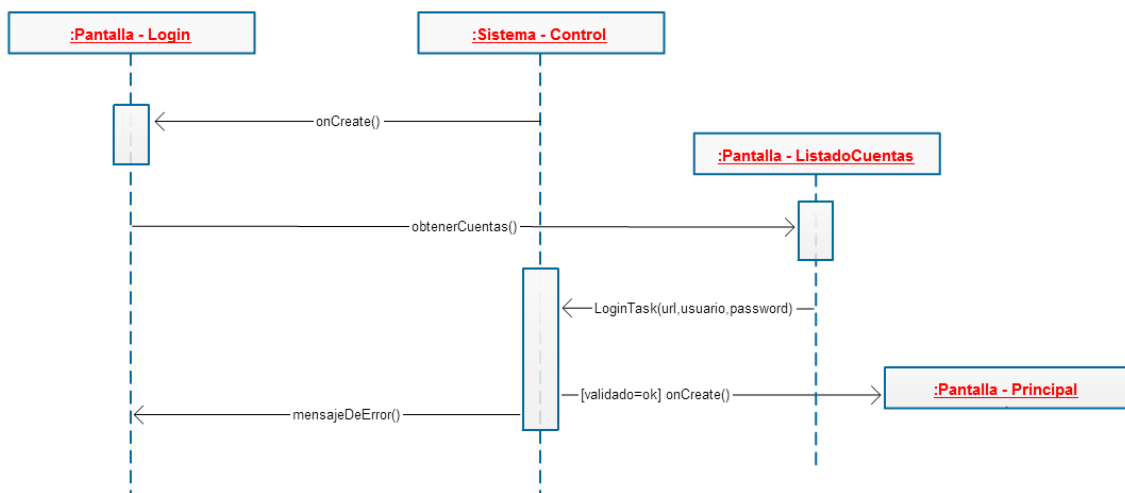 :Pantalla - Login
:Sistema - Control
onCreate()
:Pantalla - ListadoCuentas
obtenerCuentas()
LoginTask(url,usuario,password)
[validado=ok] onCreate()
:Pantalla - Principal
mensajeDeError()